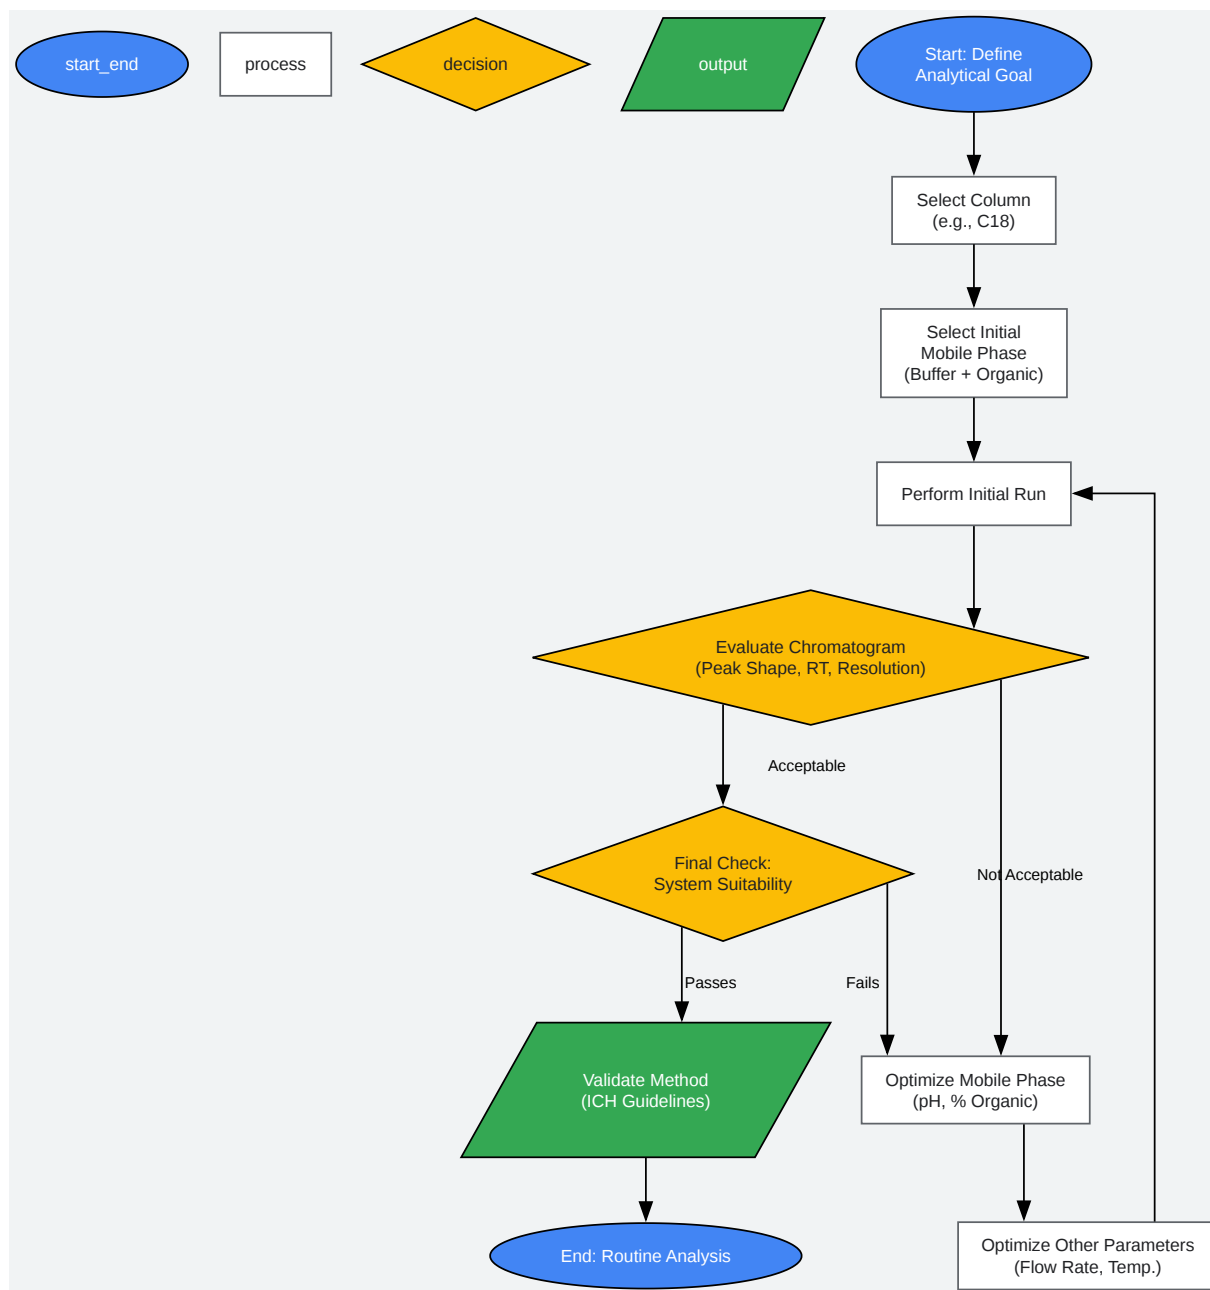 start_end
process
decision
output
Start: Define
Analytical Goal
Select Column
(e.g., C18)
Select Initial
Mobile Phase
(Buffer + Organic)
Perform Initial Run
Evaluate Chromatogram
(Peak Shape, RT, Resolution)
Acceptable
Final Check:
System Suitability
Not Acceptable
Passes
Fails
Validate Method
(ICH Guidelines)
Optimize Mobile Phase
(pH, % Organic)
End: Routine Analysis
Optimize Other Parameters
(Flow Rate, Temp.)